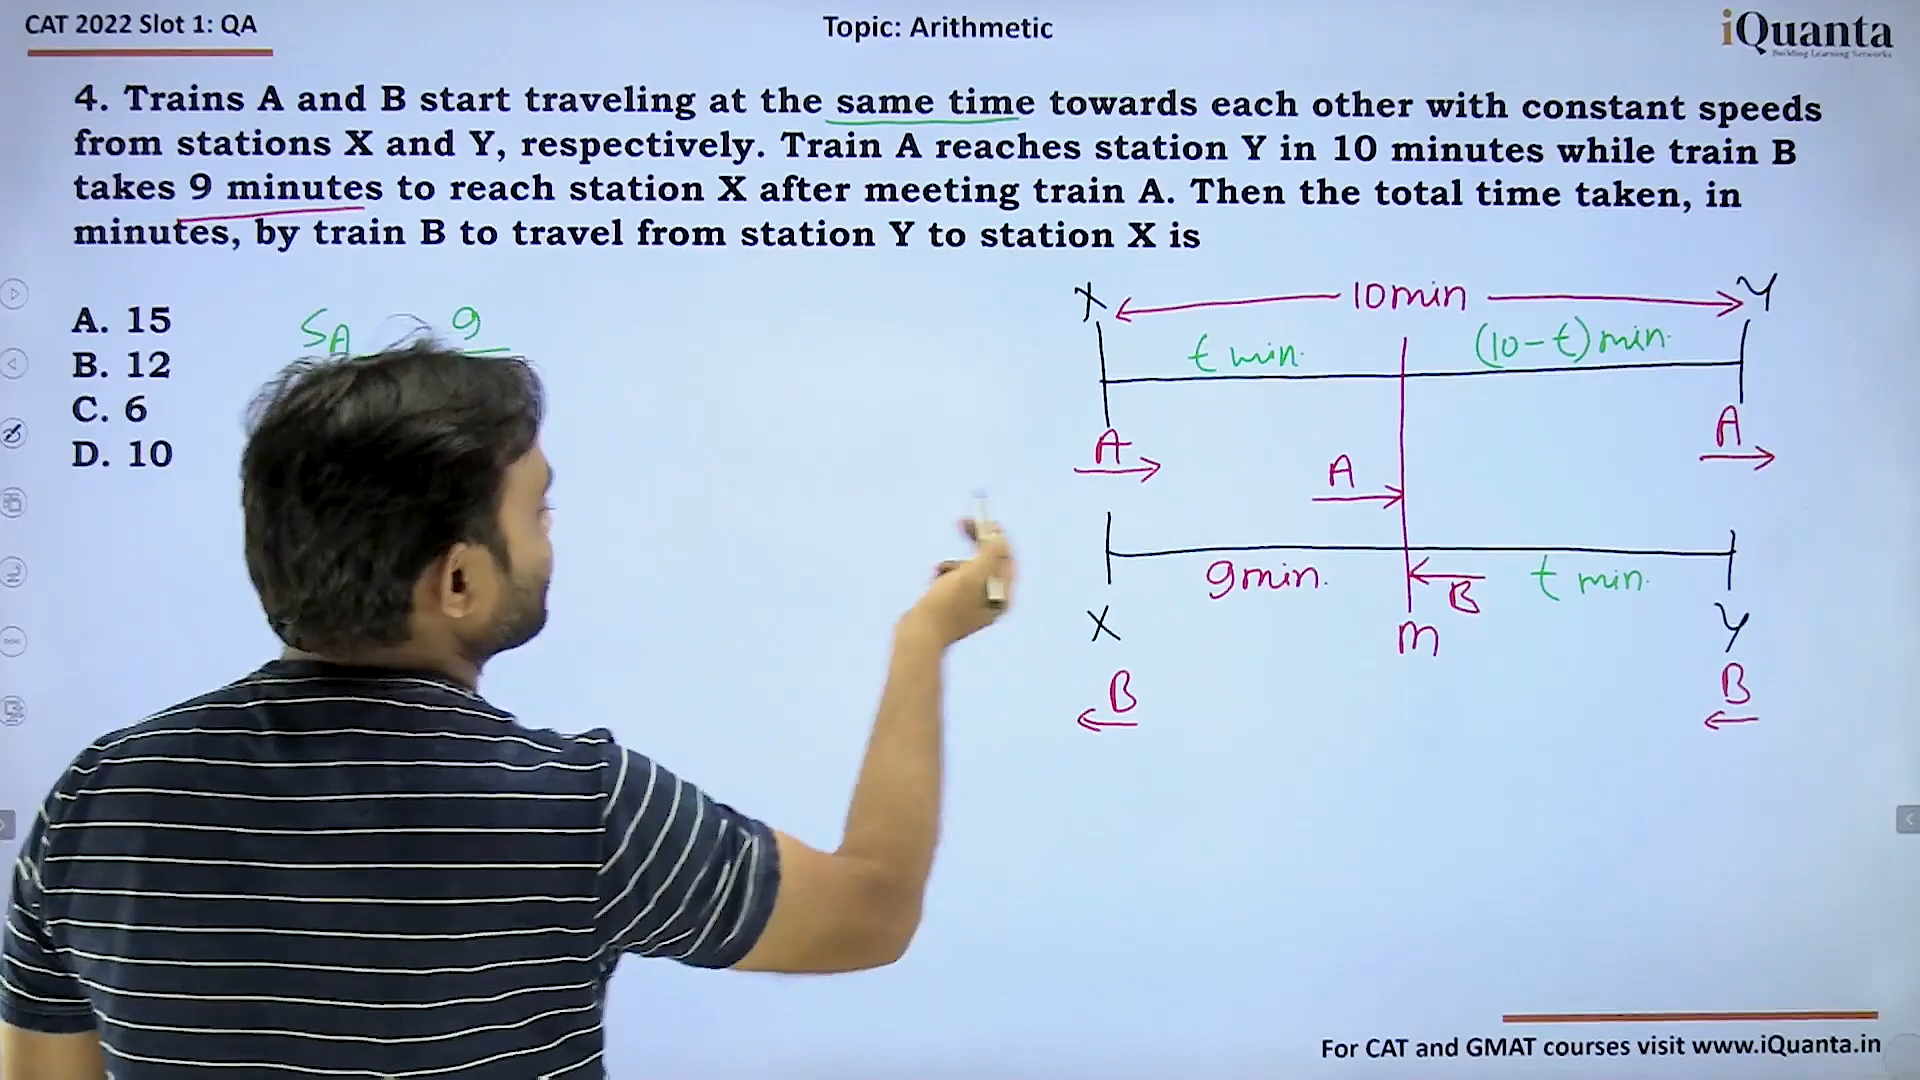 CAT 2022 Slot 1: QA
Topic: Arithmetic
iQuanta
Building Learning Networks
4. Trains A and B start traveling at the same time towards each other with constant speeds
from stations X and Y, respectively. Train A reaches station Y in 10 minutes while train B
takes 9 minutes to reach station X after meeting train A. Then the total time taken, in
minutes, by train B to travel from station Y to station X is
A. 15
B. 12
C. 6
D. 10
S_A 9
X 10min Y
t min. (10-t)min.
A A
A
9min. B t min.
X m Y
B B
For CAT and GMAT courses visit www.iQuanta.in